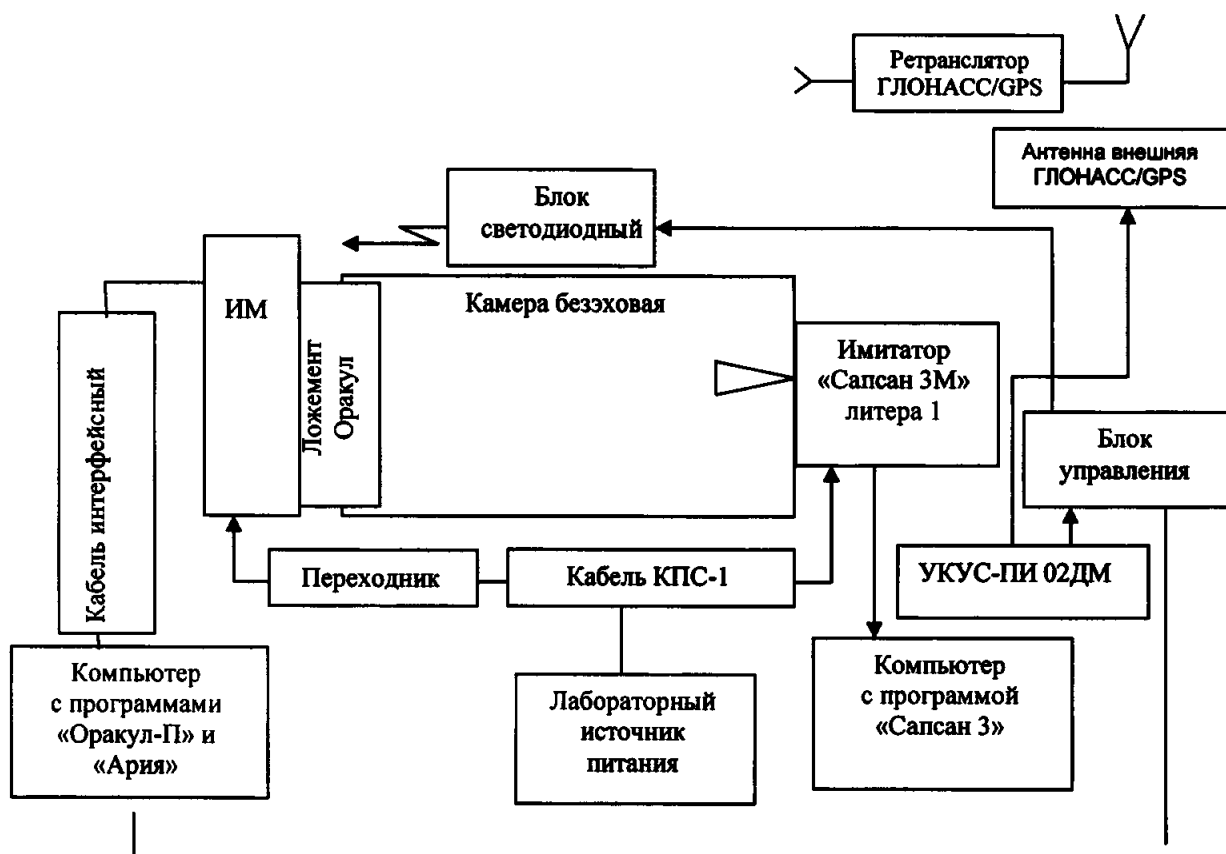 Ретранслятор
ГЛОНАСС/GPS
Антенна внешняя
ГЛОНАСС/GPS
Блок
светодиодный
ИМ
Ложемент
Оракул
Камера безэховая
Имитатор
«Сапсан 3М»
литера 1
Кабель интерфейсный
Блок
управления
Переходник
Кабель КПС-1
УКУС-ПИ 02ДМ
Компьютер
с программами
«Оракул-П» и
«Ария»
Лабораторный
источник
питания
Компьютер
с программой
«Сапсан 3»